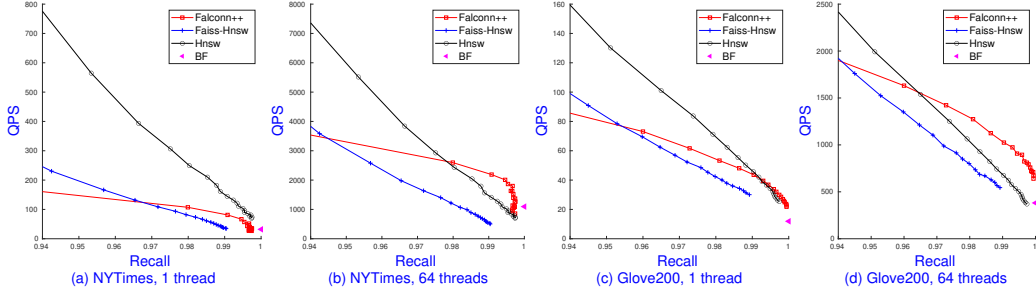 800
700
600
500
400
300
200
100
0
QPS
Falconn++
Faiss-Hnsw
Hnsw
BF
0.94 0.95 0.96 0.97 0.98 0.99 1
Recall
(a) NYTimes, 1 thread
8000
7000
6000
5000
4000
3000
2000
1000
0
QPS
Falconn++
Faiss-Hnsw
Hnsw
BF
0.94 0.95 0.96 0.97 0.98 0.99 1
Recall
(b) NYTimes, 64 threads
160
140
120
100
80
60
40
20
0
QPS
Falconn++
Faiss-Hnsw
Hnsw
BF
0.94 0.95 0.96 0.97 0.98 0.99 1
Recall
(c) Glove200, 1 thread
2500
2000
1500
1000
500
0
QPS
Falconn++
Faiss-Hnsw
Hnsw
BF
0.94 0.95 0.96 0.97 0.98 0.99 1
Recall
(d) Glove200, 64 threads